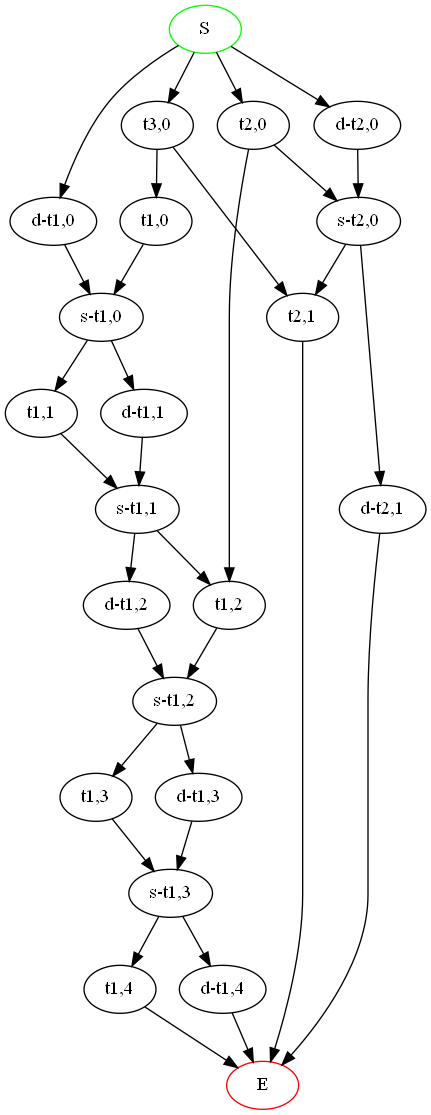 S
t3,0
t2,0
d-t2,0
d-t1,0
t1,0
s-t2,0
s-t1,0
t2,1
t1,1
d-t1,1
s-t1,1
d-t2,1
d-t1,2
t1,2
s-t1,2
t1,3
d-t1,3
s-t1,3
t1,4
d-t1,4
E